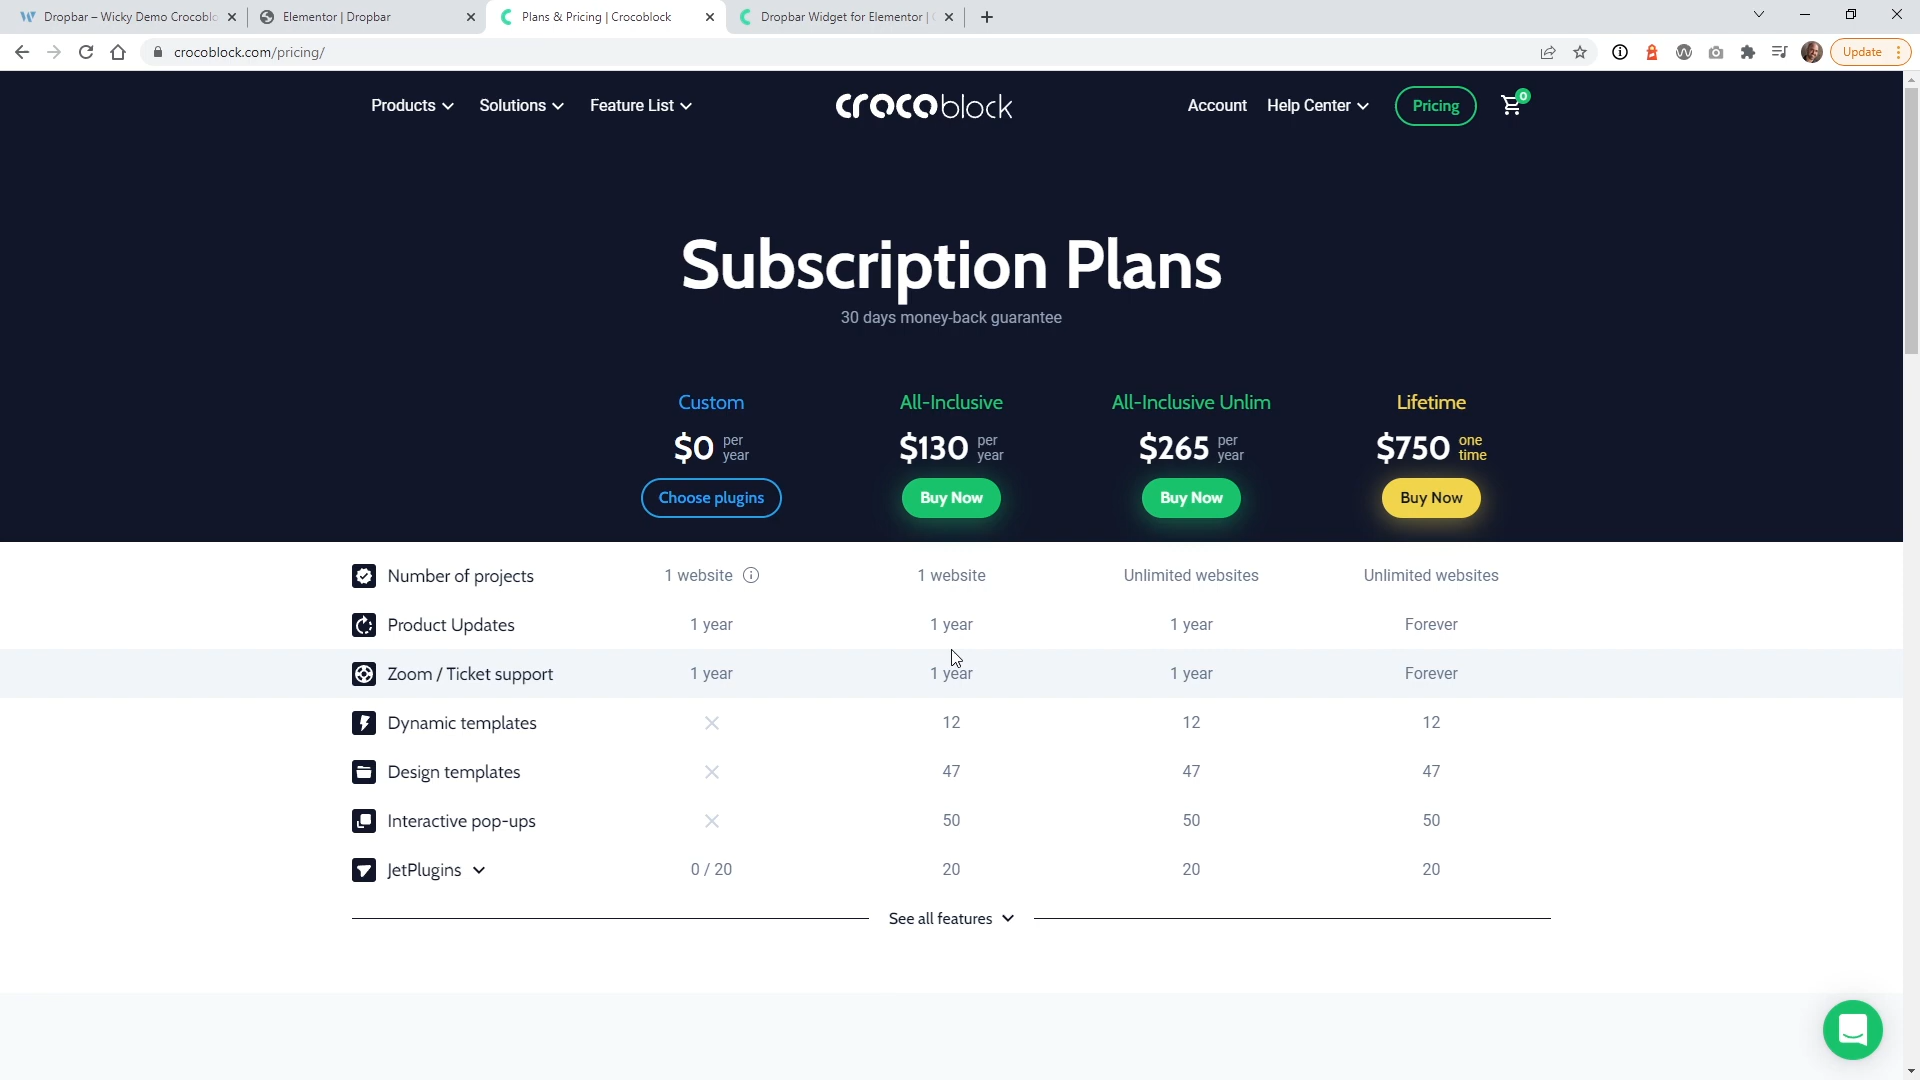 Dropbar – Wicky Demo Crocoblo
Elementor | Dropbar
Plans & Pricing | Crocoblock
Dropbar Widget for Elementor |
crocoblock.com/pricing/
Update
Products
Solutions
Feature List
crocoblock
Account
Help Center
Pricing
0
Subscription Plans
30 days money-back guarantee
Custom
All-Inclusive
All-Inclusive Unlim
Lifetime
$0 per year
$130 per year
$265 per year
$750 one time
Choose plugins
Buy Now
Buy Now
Buy Now
Number of projects
1 website
1 website
Unlimited websites
Unlimited websites
Product Updates
1 year
1 year
1 year
Forever
Zoom / Ticket support
1 year
1 year
1 year
Forever
Dynamic templates
12
12
12
Design templates
47
47
47
Interactive pop-ups
50
50
50
JetPlugins
0 / 20
20
20
20
See all features